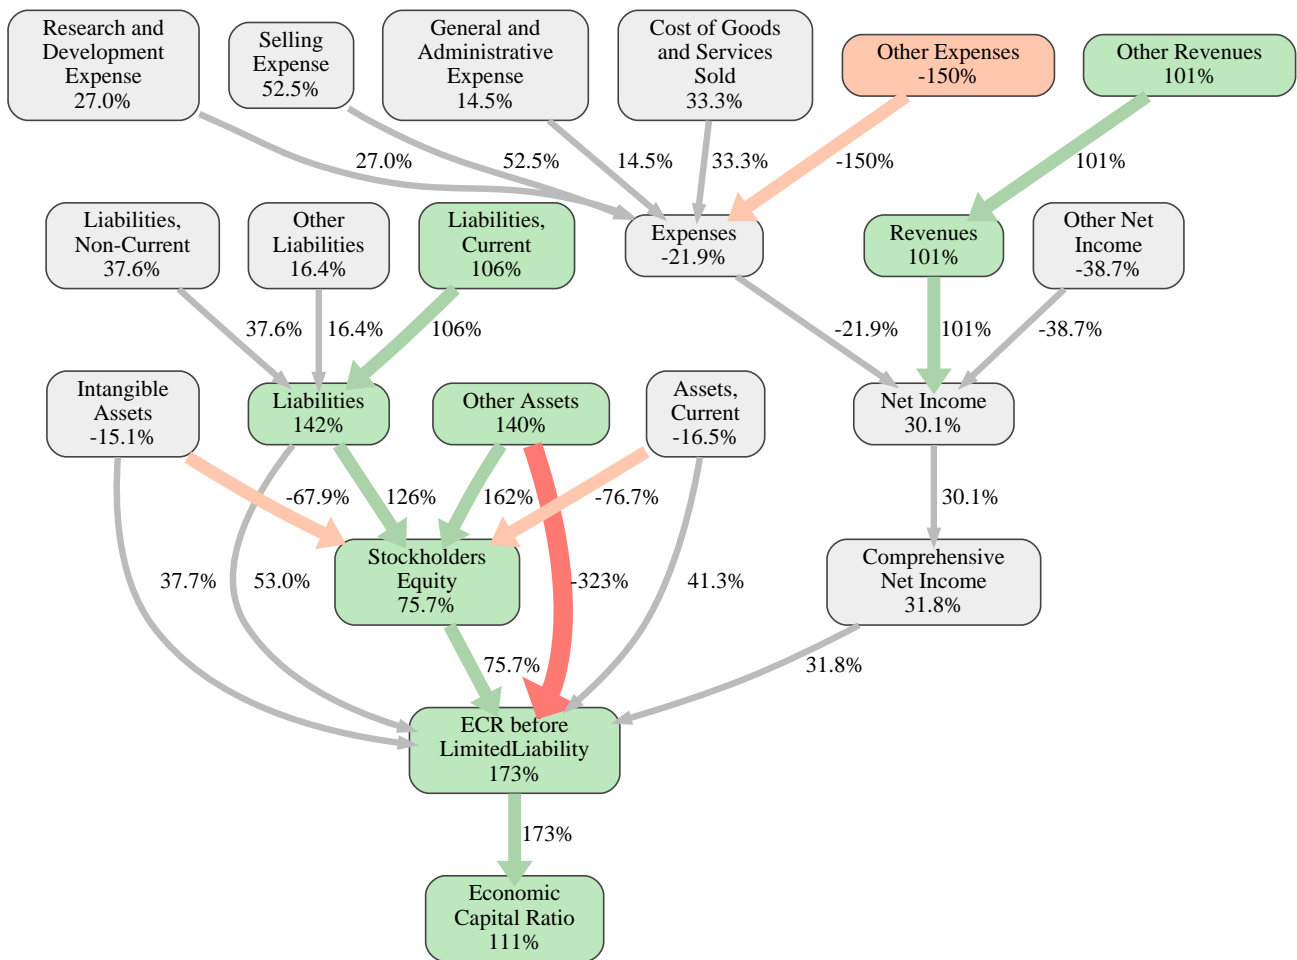 Research and
Development
Expense
27.0%
Selling
Expense
52.5%
General and
Administrative
Expense
14.5%
Cost of Goods
and Services
Sold
33.3%
Other Expenses
-150%
Other Revenues
101%
27.0%
52.5%
14.5%
33.3%
-150%
101%
Liabilities,
Non-Current
37.6%
Other
Liabilities
16.4%
Liabilities,
Current
106%
Expenses
-21.9%
Revenues
101%
Other Net
Income
-38.7%
37.6%
16.4%
106%
-21.9%
101%
-38.7%
Intangible
Assets
-15.1%
Liabilities
142%
Other Assets
140%
Assets,
Current
-16.5%
Net Income
30.1%
-67.9%
126%
162%
-76.7%
30.1%
Stockholders
Equity
75.7%
Comprehensive
Net Income
31.8%
37.7%
53.0%
-323%
41.3%
75.7%
31.8%
ECR before
LimitedLiability
173%
173%
Economic
Capital Ratio
111%